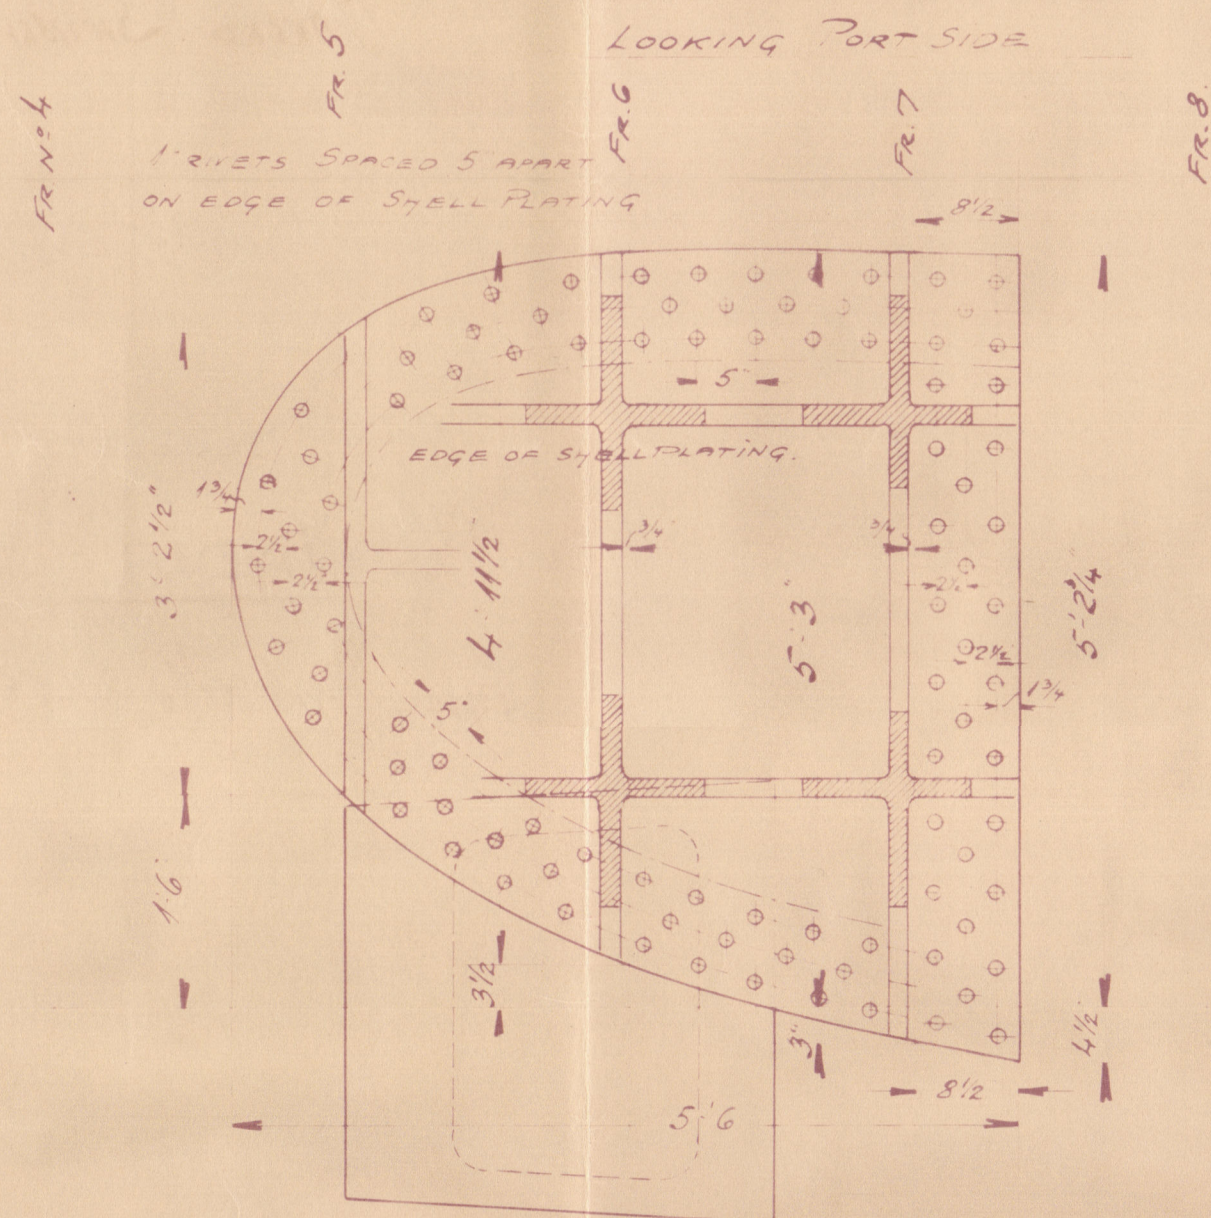 LOOKING PORT SIDE
FR Nº 4
FR. 5
FR. 6
FR. 7
FR. 8.
1" RIVETS SPACED 5" APART
ON EDGE OF SHELL PLATING
8½
5"
EDGE OF SHELL PLATING.
1¾"
3'-2½"
2½"
2½"
4'-11½"
¾"
¾"
5'-3"
2½"
2½"
1¾
5'-2¼"
5"
1'-6"
3½"
3"
4½"
8½
5'-6